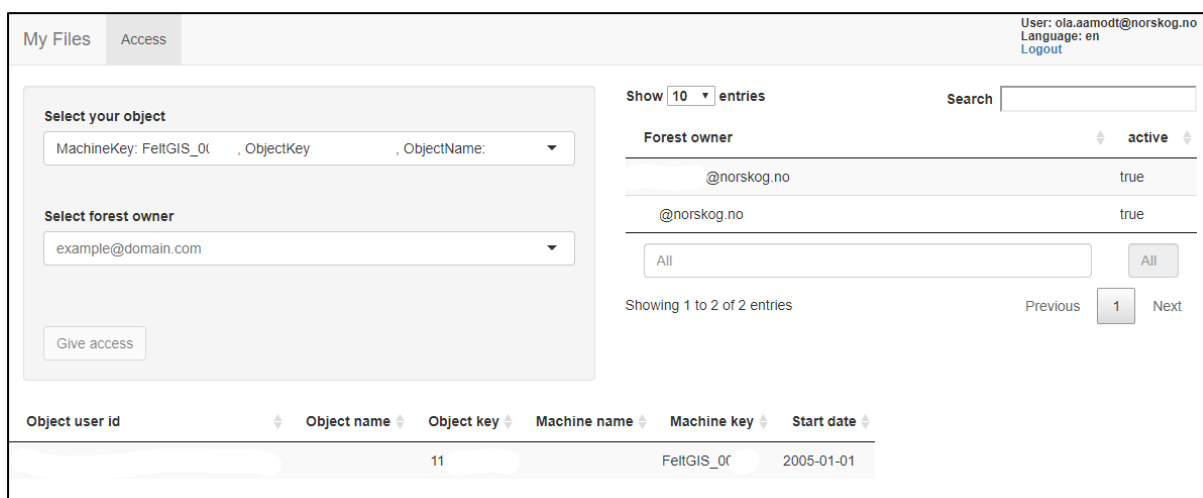 My Files Access
User: ola.aamodt@norskog.no
Language: en
Logout
Select your object
MachineKey: FeltGIS_00 , ObjectKey , ObjectName:
Select forest owner
example@domain.com
Give access
Show 10 entries Search
Forest owner active
@norskog.no true
@norskog.no true
All All
Showing 1 to 2 of 2 entries Previous 1 Next
Object user id Object name Object key Machine name Machine key Start date
11 FeltGIS_00 2005-01-01